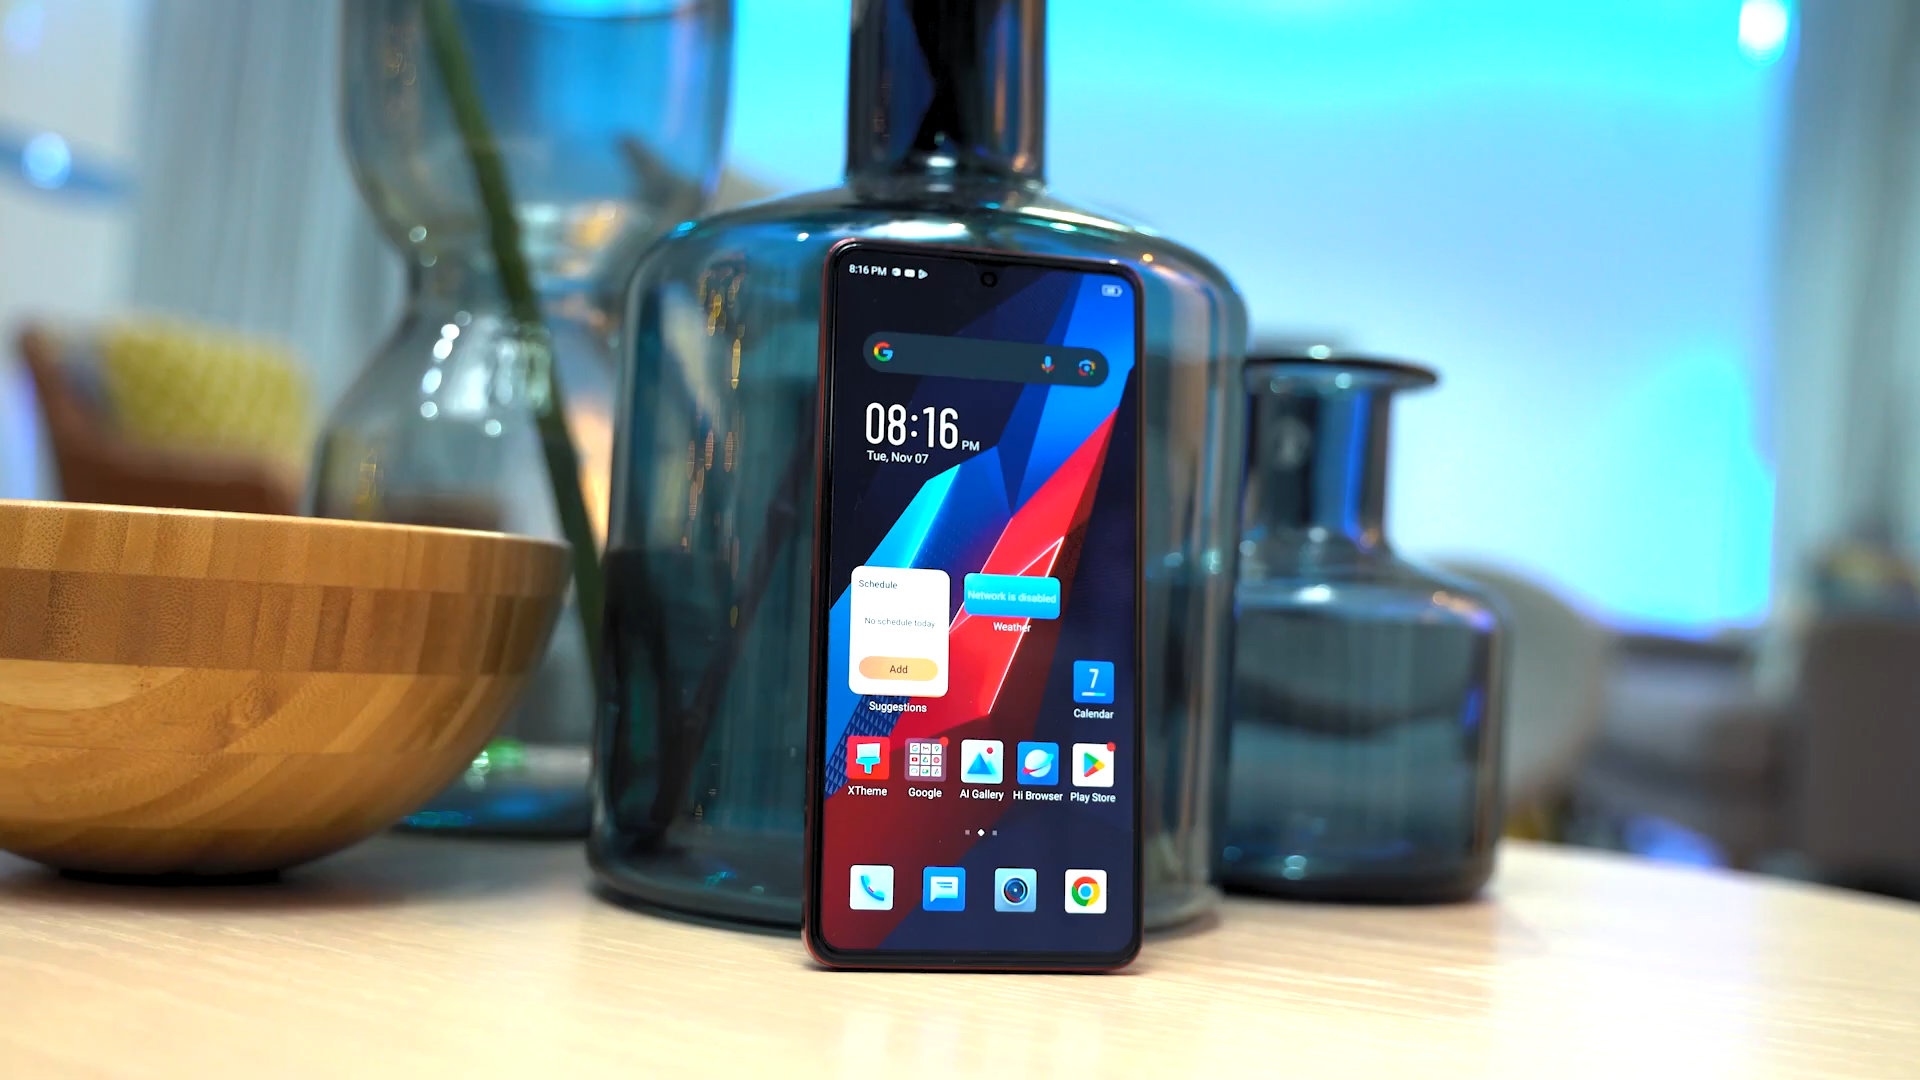 8:16 PM
08:16 PM
Tue, Nov 07
Schedule
No schedule today
Add
Suggestions
Network is disabled
Weather
7
Calendar
XTheme
Google
AI Gallery
Hi Browser
Play Store